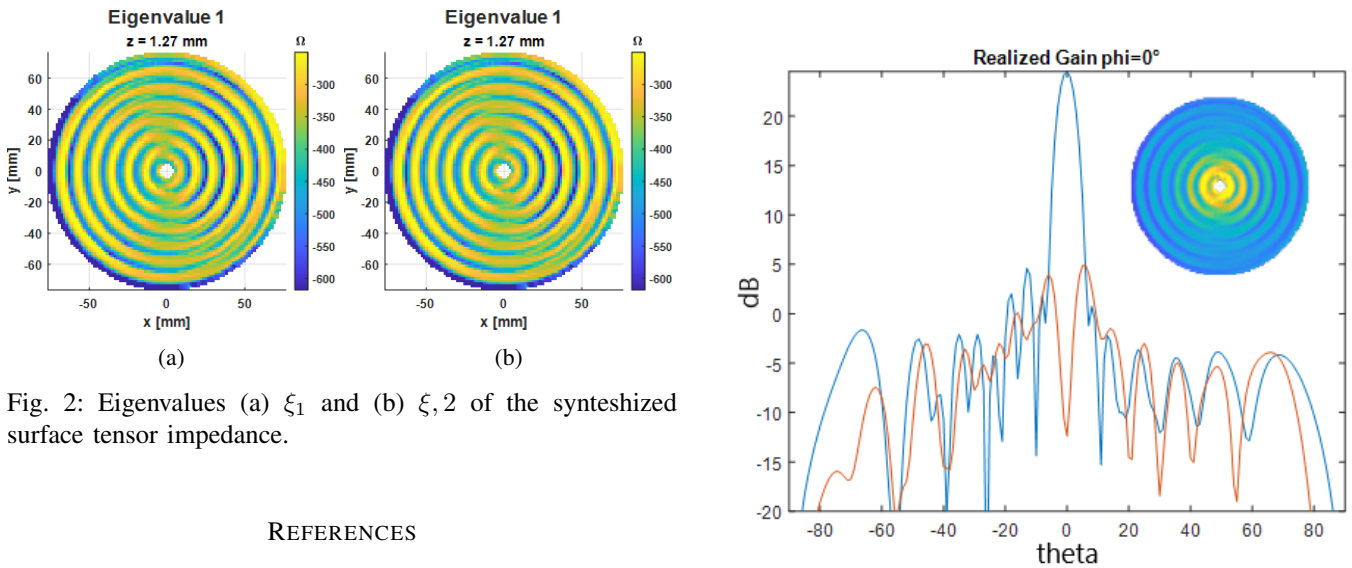 Eigenvalue 1
z = 1.27 mm
Ω
60
40
20
0
-20
-40
-60
y [mm]
-50
0
50
x [mm]
-300
-350
-400
-450
-500
-550
-600
(a)
Eigenvalue 1
z = 1.27 mm
Ω
60
40
20
0
-20
-40
-60
y [mm]
-50
0
50
x [mm]
-300
-350
-400
-450
-500
-550
-600
(b)
Fig. 2: Eigenvalues (a) ξ₁ and (b) ξ, 2 of the synteshized
surface tensor impedance.
REFERENCES
Realized Gain phi=0°
20
15
10
5
0
-5
-10
-15
-20
dB
-80
-60
-40
-20
0
20
40
60
80
theta